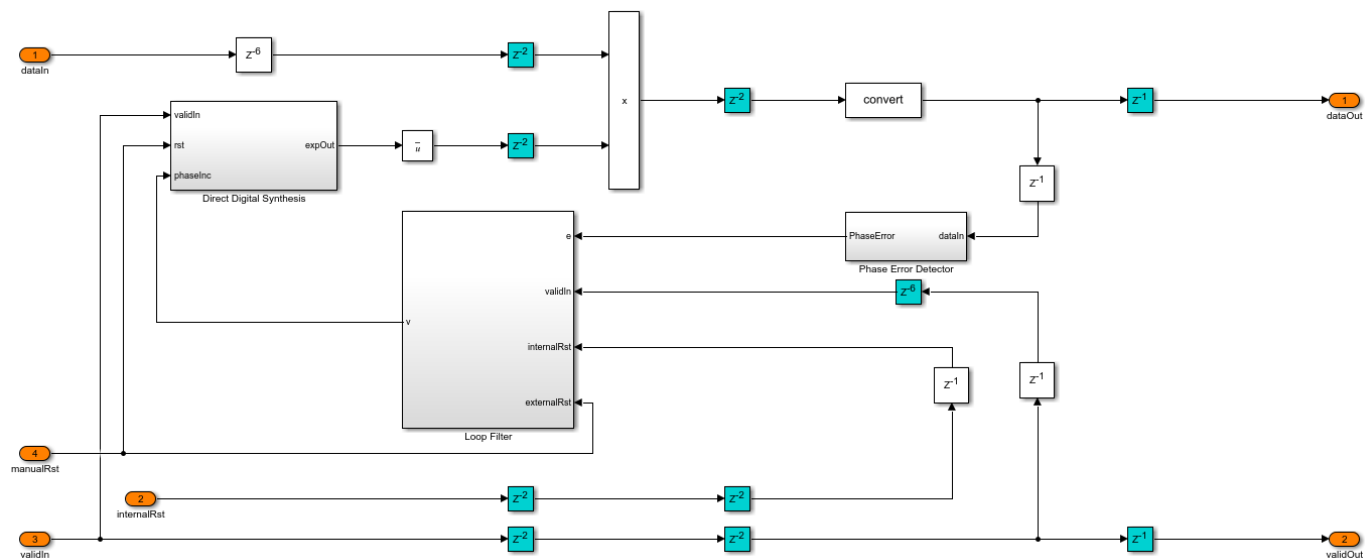 1
dataIn
Z-6
Z-2
x
Z-2
convert
Z-1
1
dataOut
validIn
rst
phaseInc
expOut
Direct Digital Synthesis
u
Z-2
Z-1
e
validIn
internalRst
externalRst
v
Loop Filter
PhaseError
dataIn
Phase Error Detector
Z-6
Z-1
Z-1
4
manualRst
2
internalRst
Z-2
Z-2
3
validIn
Z-2
Z-2
Z-1
2
validOut